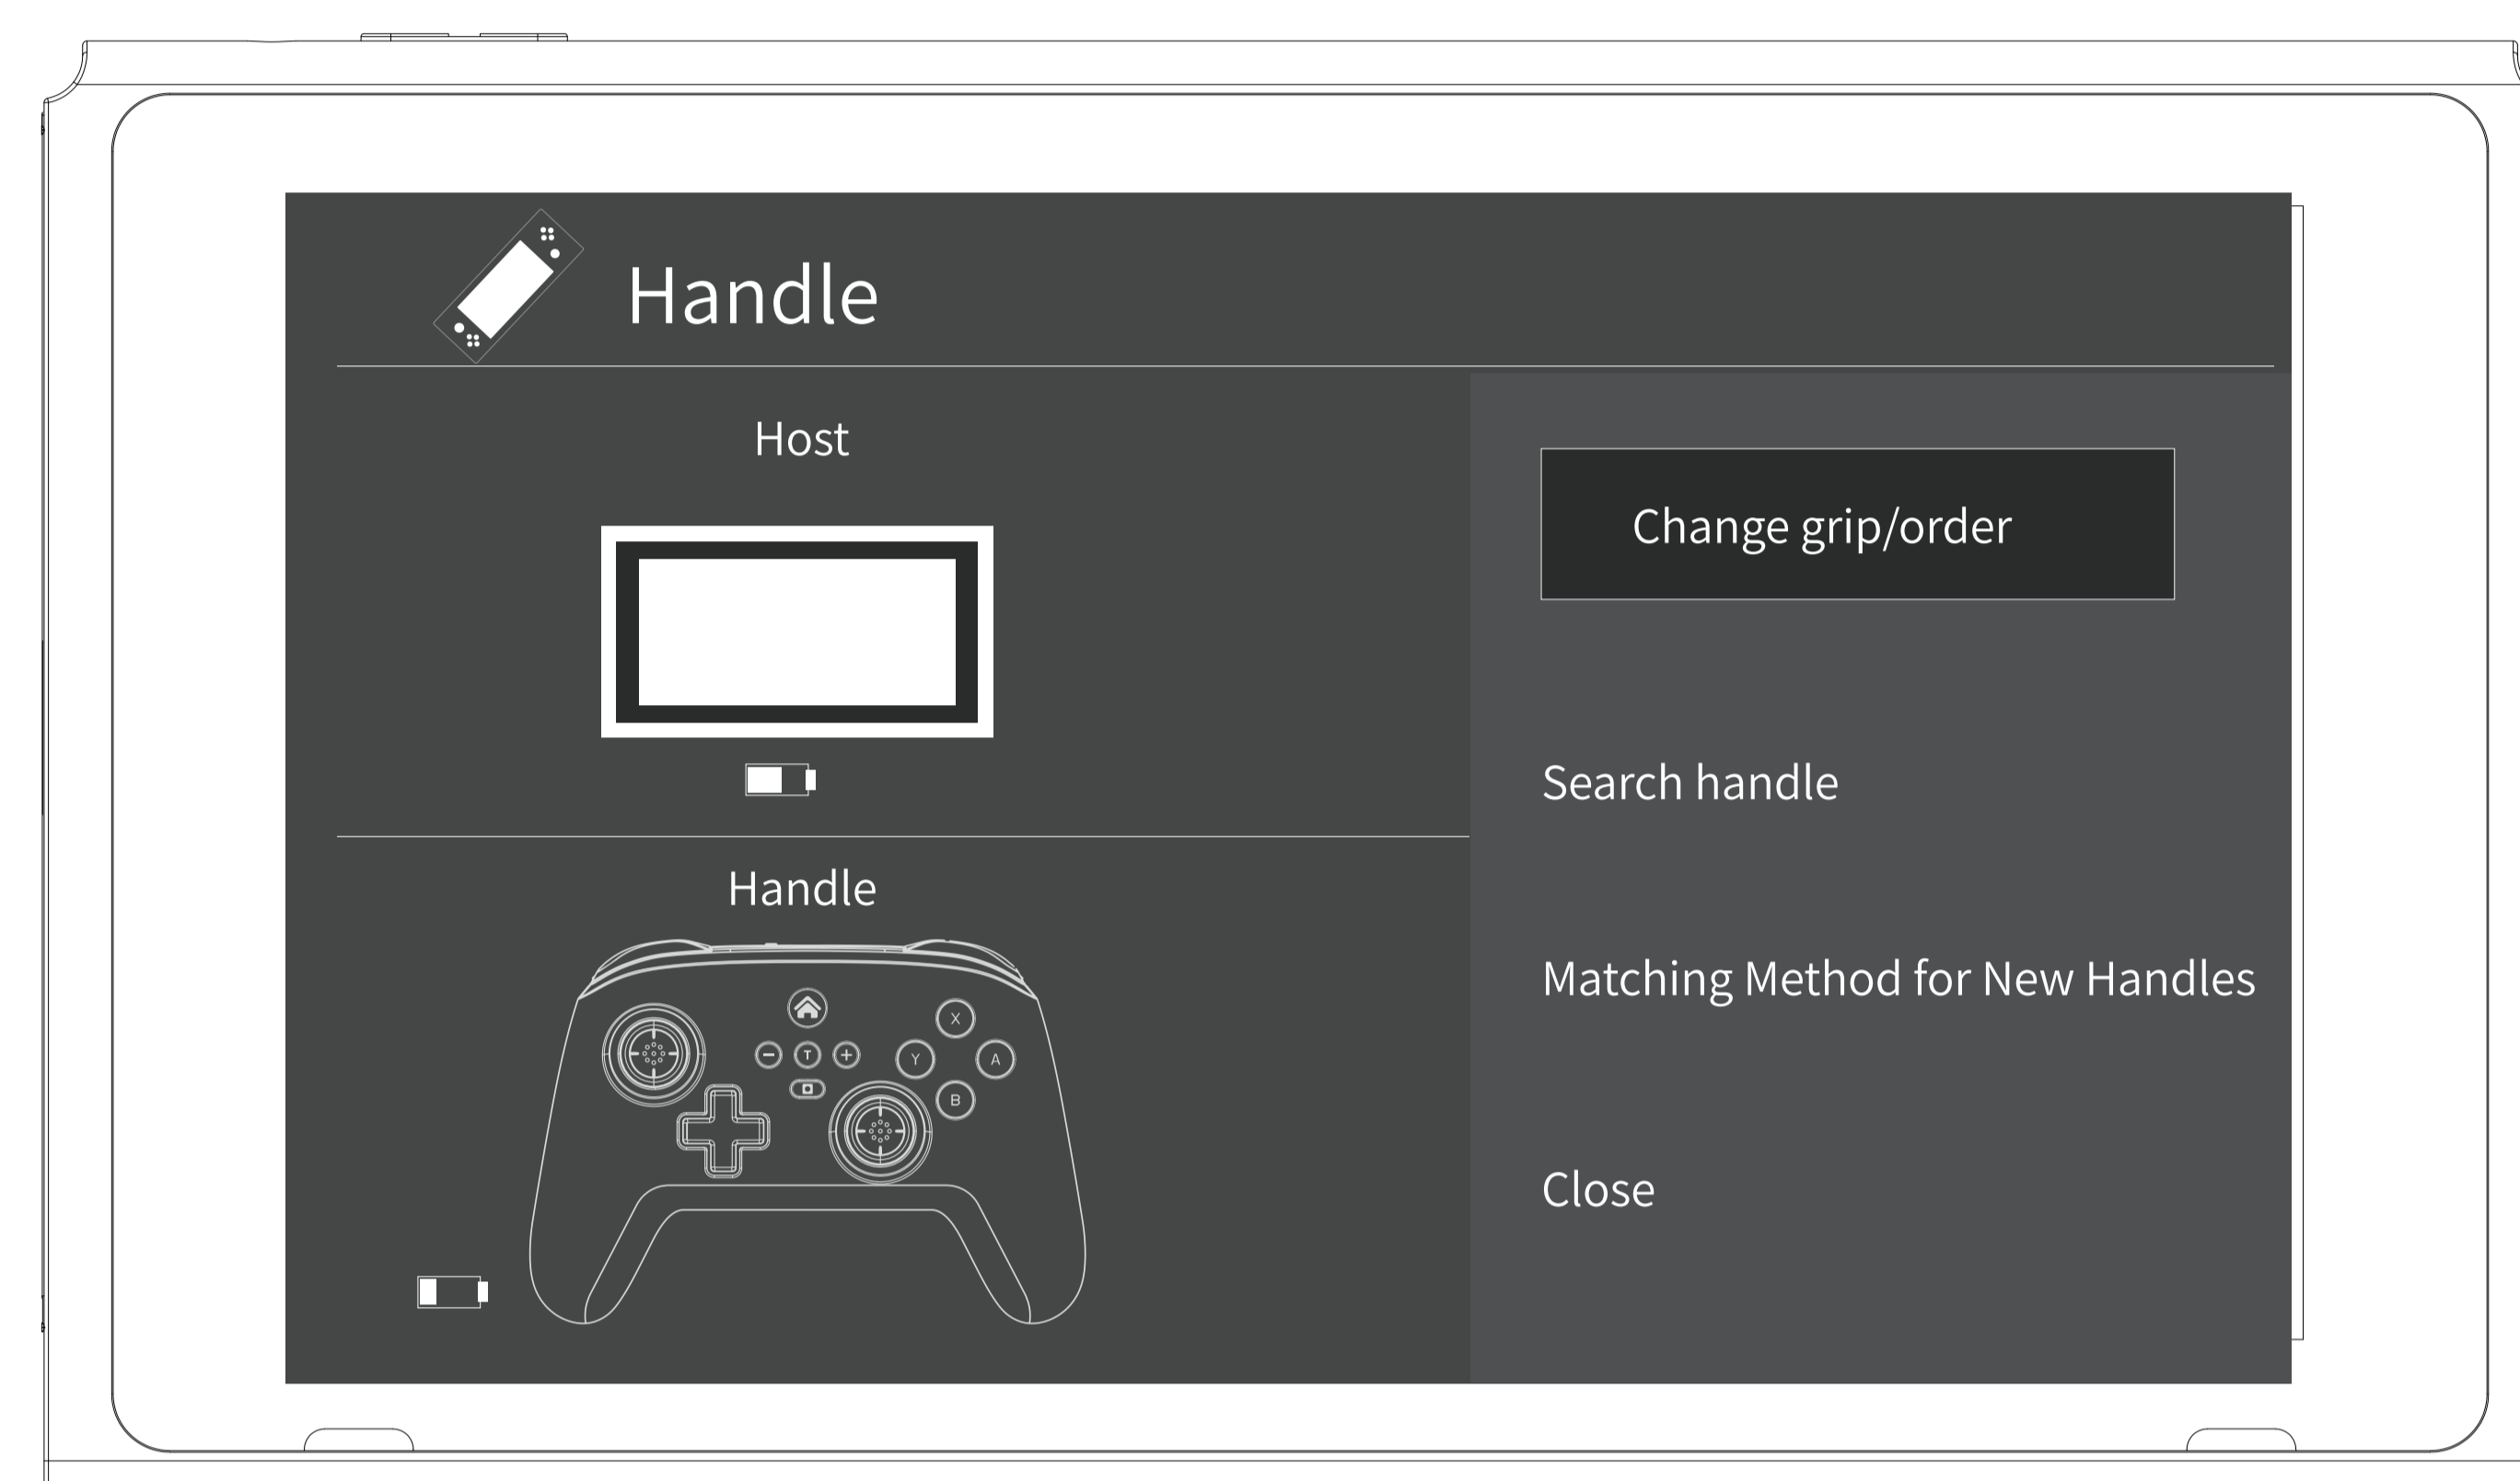 Handle
Host
Change grip/order
Search handle
Handle
Matching Method for New Handles
X
T
Y
A
B
Close